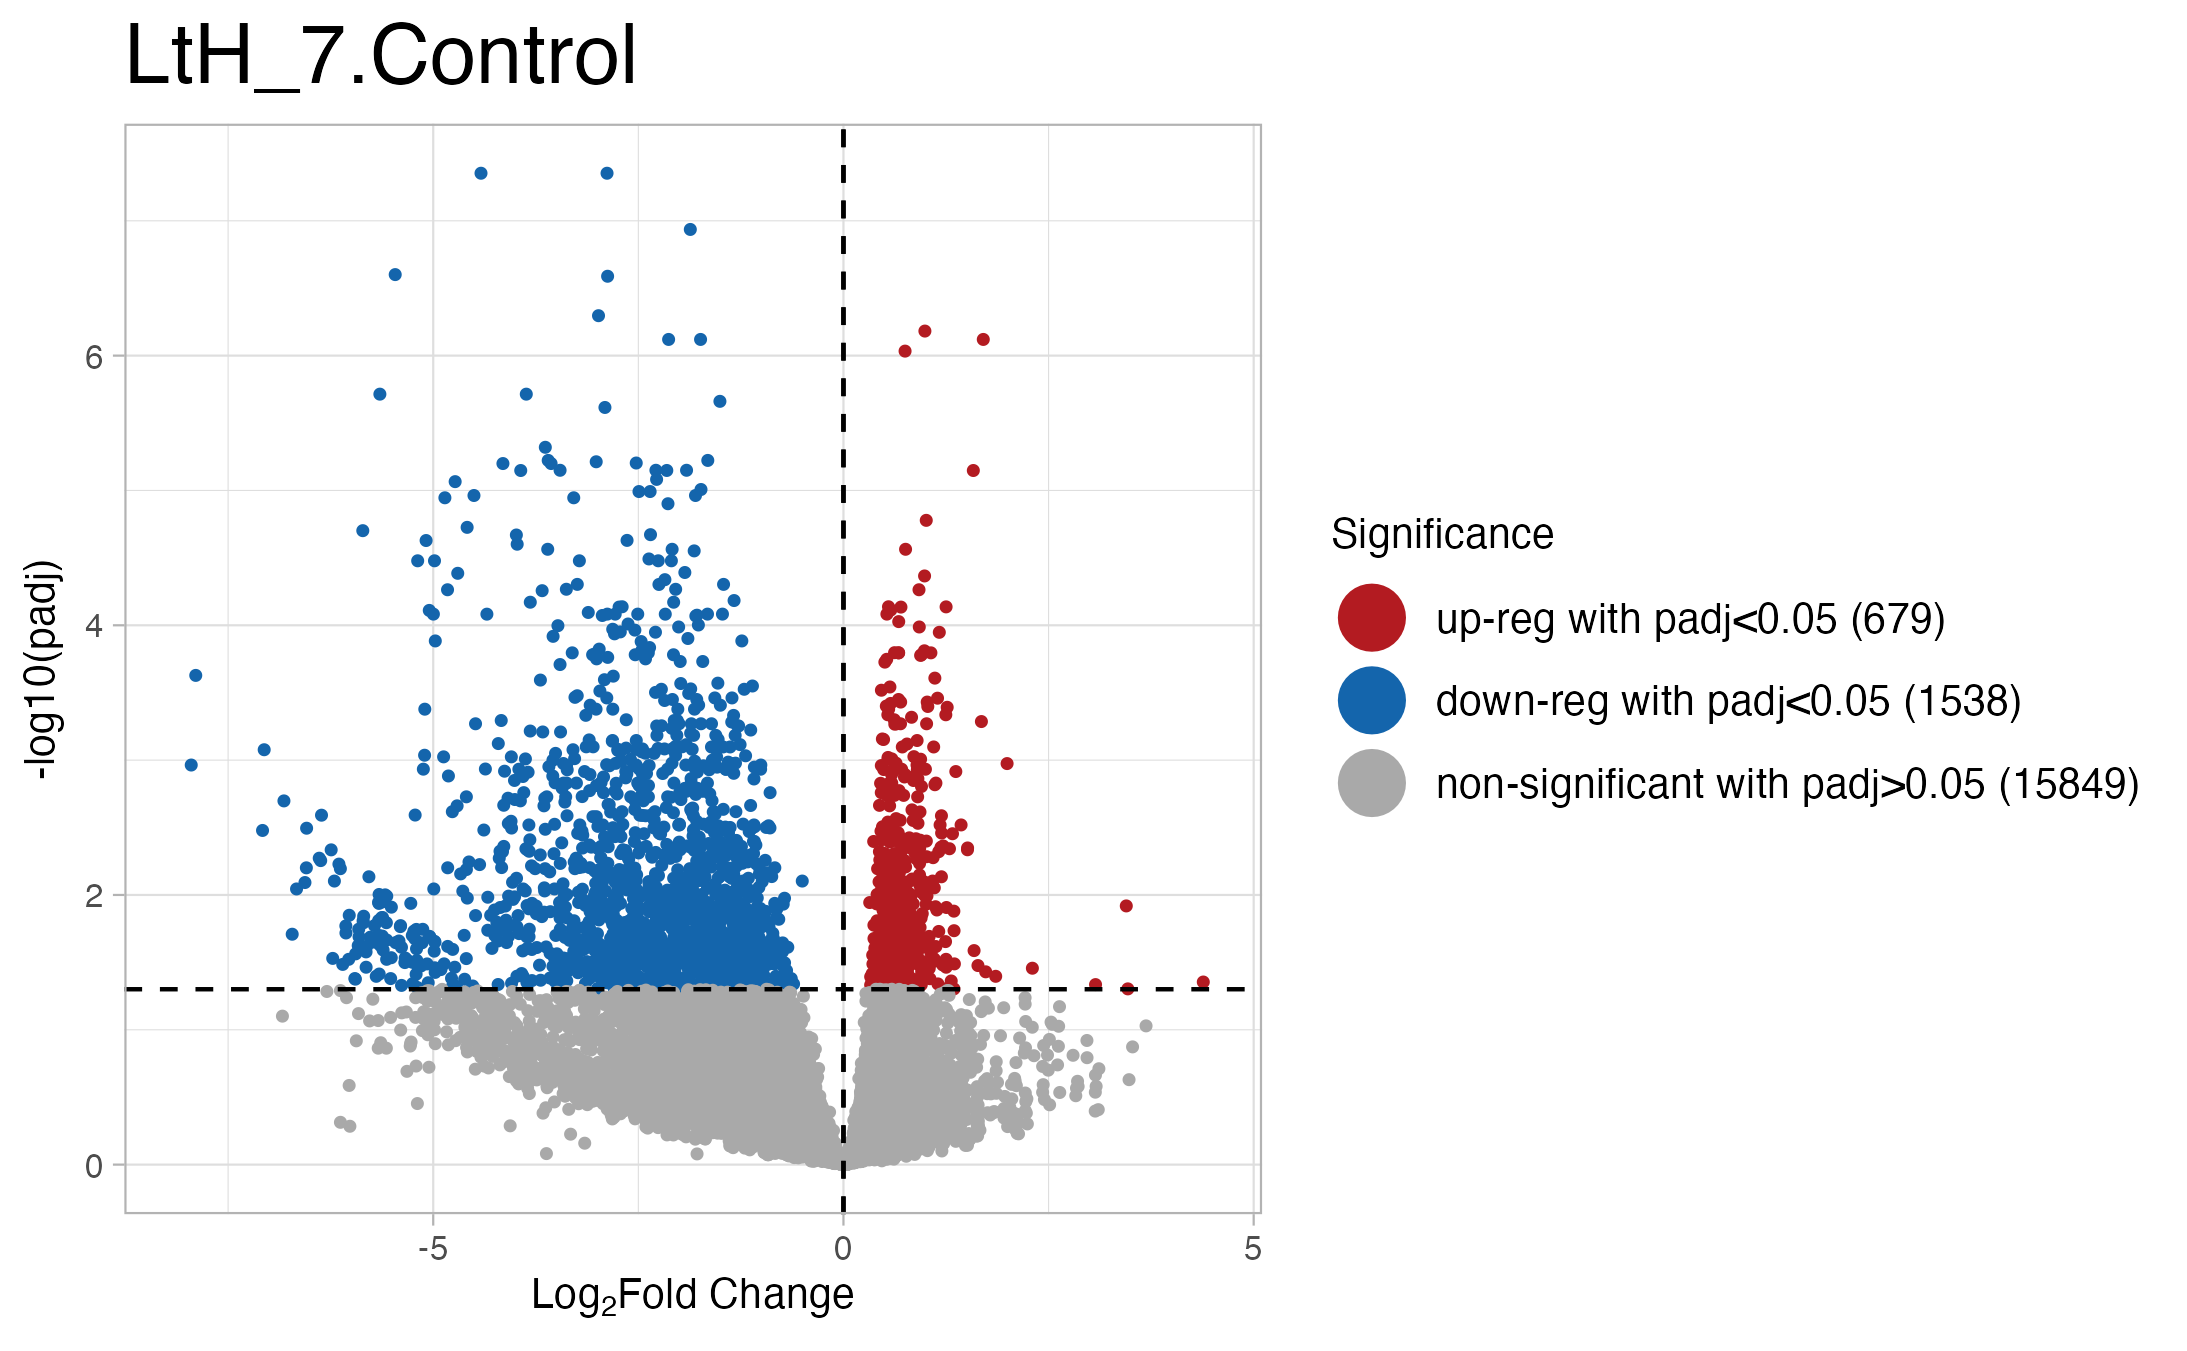 LtH_7.Control
-log10(padj)
6
4
2
0
-5
0
5
Log₂Fold Change
Significance
up-reg with padj<0.05 (679)
down-reg with padj<0.05 (1538)
non-significant with padj>0.05 (15849)